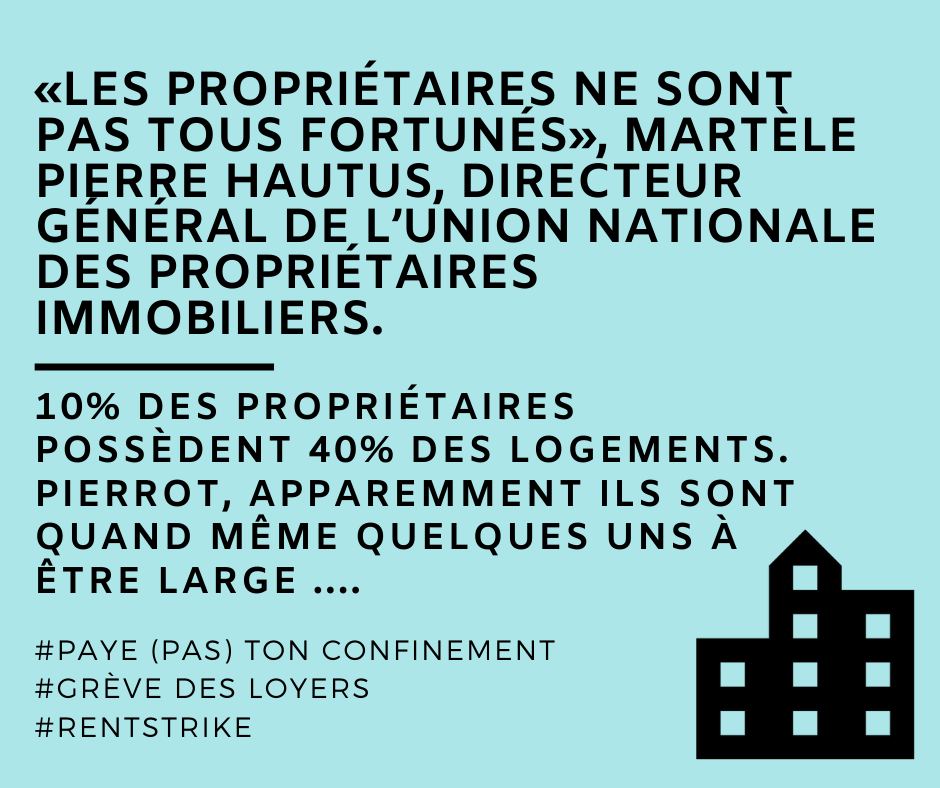 «LES PROPRIÉTAIRES NE SONT
PAS TOUS FORTUNÉS», MARTÈLE
PIERRE HAUTUS, DIRECTEUR
GÉNÉRAL DE L’UNION NATIONALE
DES PROPRIÉTAIRES
IMMOBILIERS.
10% DES PROPRIÉTAIRES
POSSÈDENT 40% DES LOGEMENTS.
PIERROT, APPAREMMENT ILS SONT
QUAND MÊME QUELQUES UNS À
ÊTRE LARGE ....
#PAYE (PAS) TON CONFINEMENT
#GRÈVE DES LOYERS
#RENTSTRIKE